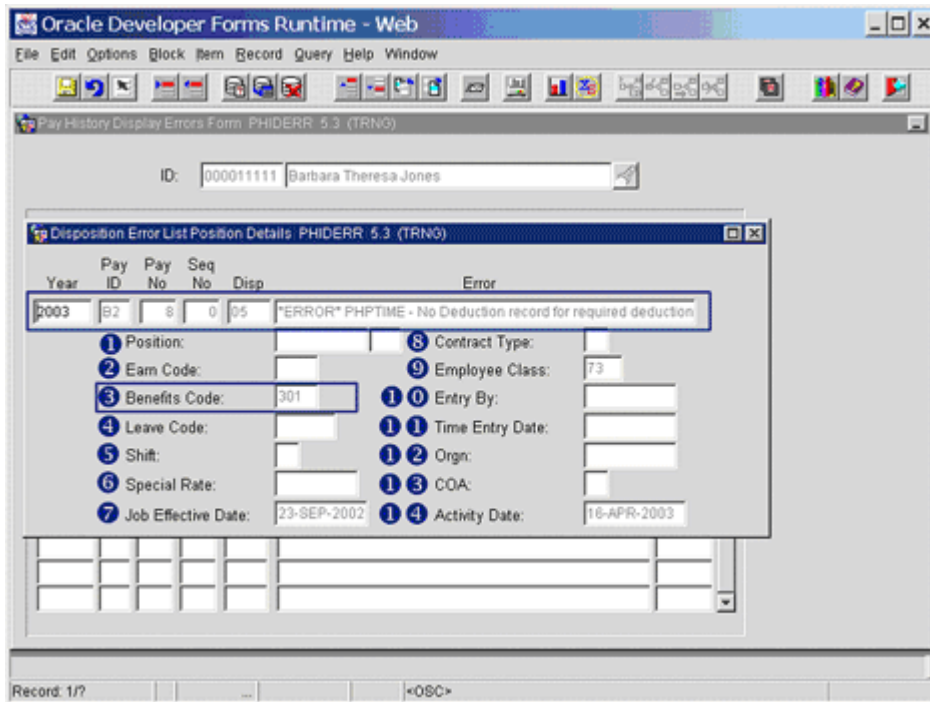 Oracle Developer Forms Runtime - Web
File Edit Options Block Item Record Query Help Window
Pay History Display Errors Form PHIDERR 5.3 (TRNG)
ID: 000011111 Barbara Theresa Jones
Disposition Error List Position Details PHIDERR 5.3 (TRNG)
Pay Pay Seq
Year ID No No Disp Error
2003 B2 8 0 05 *ERROR* PHPTIME - No Deduction record for required deduction
1 Position: 8 Contract Type:
2 Earn Code: 9 Employee Class: 73
3 Benefits Code: 301 10 Entry By:
4 Leave Code: 11 Time Entry Date:
5 Shift: 12 Orgn:
6 Special Rate: 13 COA:
7 Job Effective Date: 23-SEP-2002 14 Activity Date: 16-APR-2003
Record: 1/? ... <OSC>